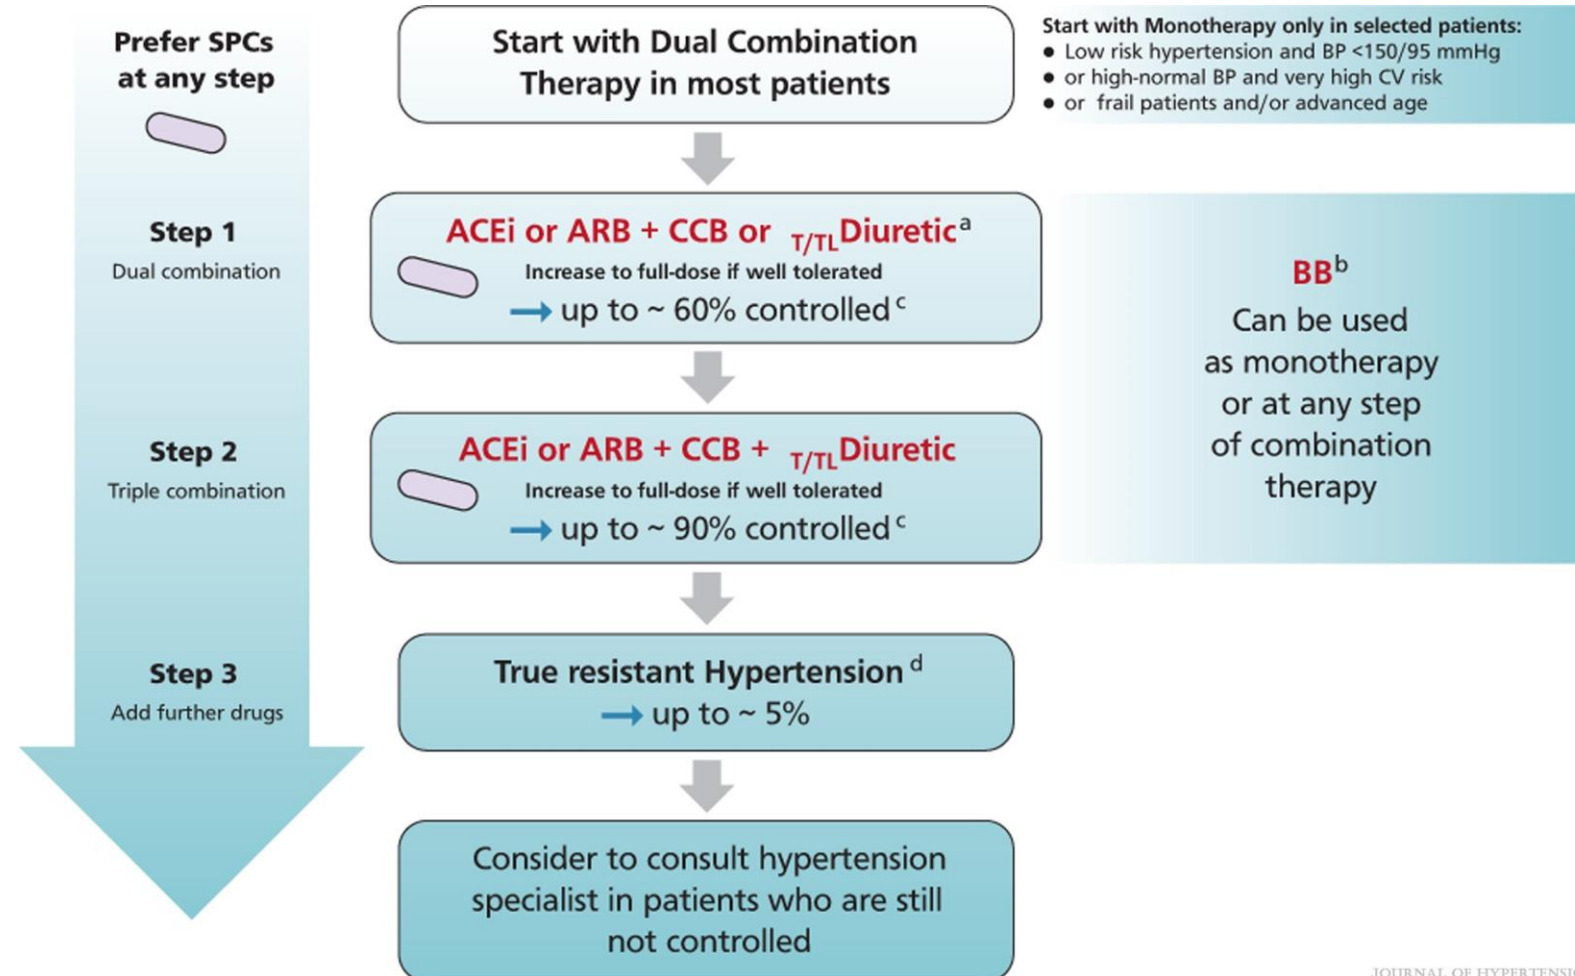 Prefer SPCs
at any step
Start with Dual Combination
Therapy in most patients
Start with Monotherapy only in selected patients:
● Low risk hypertension and BP <150/95 mmHg
● or high-normal BP and very high CV risk
● or frail patients and/or advanced age
Step 1
Dual combination
ACEi or ARB + CCB or T/TLDiuretic a
Increase to full-dose if well tolerated
→ up to ~ 60% controlled c
BB b
Can be used
as monotherapy
or at any step
of combination
therapy
Step 2
Triple combination
ACEi or ARB + CCB + T/TLDiuretic
Increase to full-dose if well tolerated
→ up to ~ 90% controlled c
Step 3
Add further drugs
True resistant Hypertension d
→ up to ~ 5%
Consider to consult hypertension
specialist in patients who are still
not controlled
JOURNAL OF